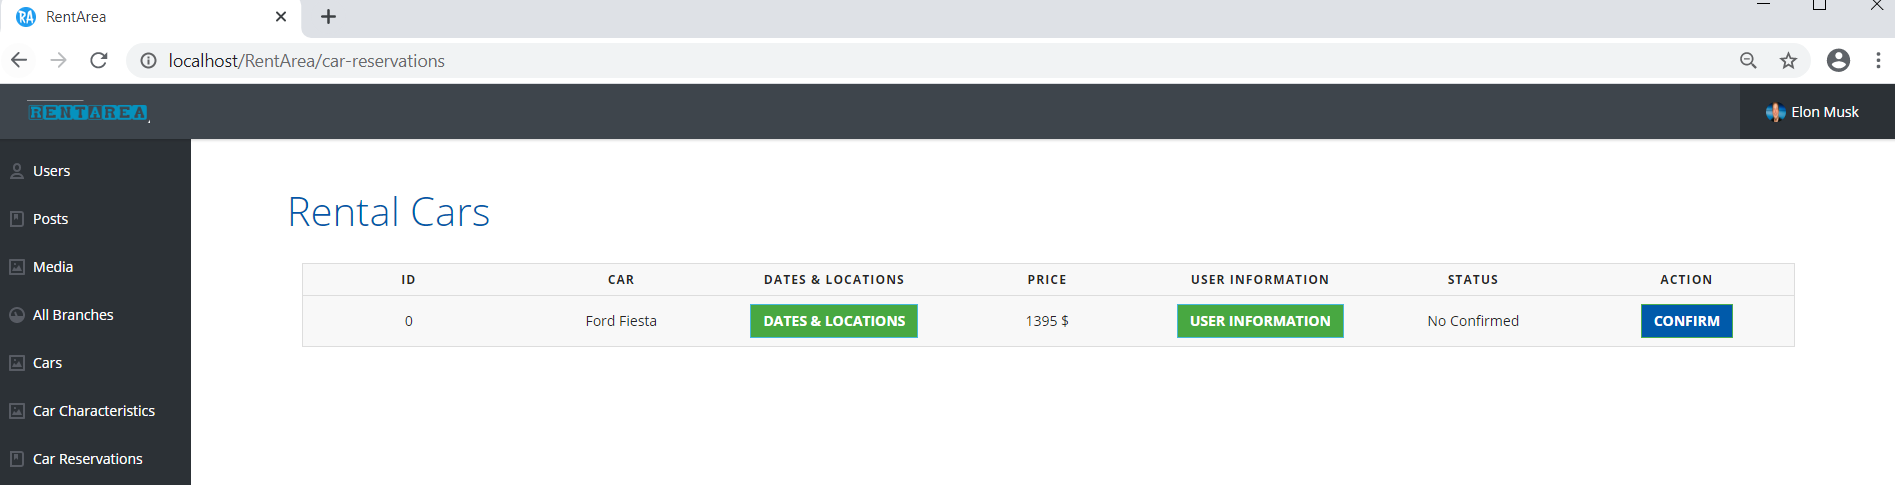 RA RentArea
localhost/RentArea/car-reservations
RENTAREA
Elon Musk
Users
Posts
Media
All Branches
Cars
Car Characteristics
Car Reservations
Rental Cars
ID CAR DATES & LOCATIONS PRICE USER INFORMATION STATUS ACTION
0 Ford Fiesta DATES & LOCATIONS 1395 $ USER INFORMATION No Confirmed CONFIRM